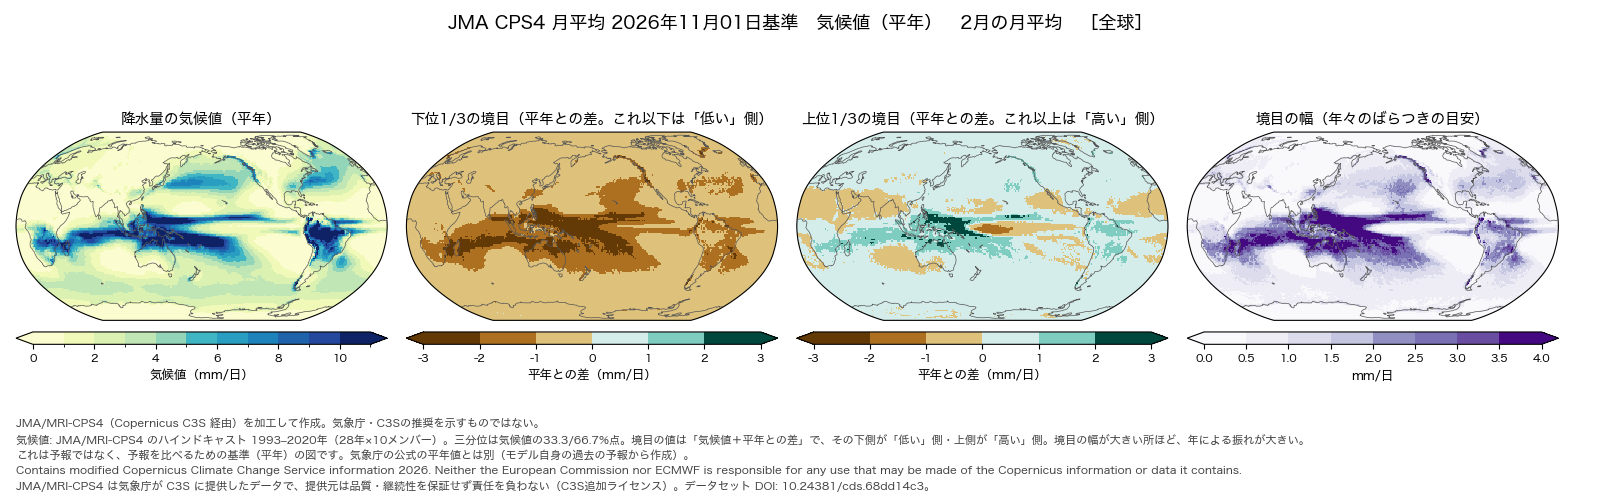 JMA CPS4 月平均 2026年11月01日基準　気候値（平年）　2月の月平均　［全球］
降水量の気候値（平年）
下位1/3の境目（平年との差。これ以下は「低い」側）
上位1/3の境目（平年との差。これ以上は「高い」側）
境目の幅（年々のばらつきの目安）
0 2 4 6 8 10
-3 -2 -1 0 1 2 3
-3 -2 -1 0 1 2 3
0.0 0.5 1.0 1.5 2.0 2.5 3.0 3.5 4.0
気候値（mm/日）
平年との差（mm/日）
平年との差（mm/日）
mm/日
JMA/MRI-CPS4（Copernicus C3S 経由）を加工して作成。気象庁・C3Sの推奨を示すものではない。
気候値: JMA/MRI-CPS4 のハインドキャスト 1993–2020年（28年×10メンバー）。三分位は気候値の33.3/66.7%点。境目の値は「気候値＋平年との差」で、その下側が「低い」側・上側が「高い」側。境目の幅が大きい所ほど、年による振れが大きい。
これは予報ではなく、予報を比べるための基準（平年）の図です。気象庁の公式の平年値とは別（モデル自身の過去の予報から作成）。
Contains modified Copernicus Climate Change Service information 2026. Neither the European Commission nor ECMWF is responsible for any use that may be made of the Copernicus information or data it contains.
JMA/MRI-CPS4 は気象庁が C3S に提供したデータで、提供元は品質・継続性を保証せず責任を負わない（C3S追加ライセンス）。データセット DOI: 10.24381/cds.68dd14c3。